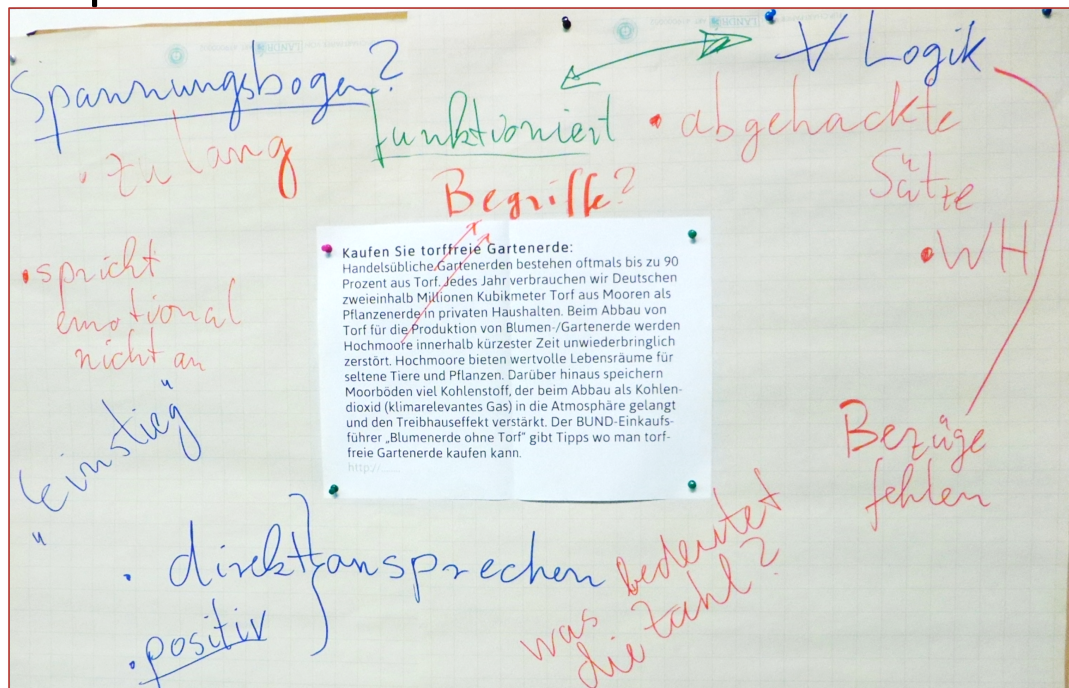 Spannungsbogen?
• zu lang
funktioniert
∀ Logik
• abgehackte
Sätze
• WH
Begriffe?
• spricht
emotional
nicht an
Kaufen Sie torffreie Gartenerde:
Handelsübliche Gartenerden bestehen oftmals bis zu 90
Prozent aus Torf. Jedes Jahr verbrauchen wir Deutschen
zweieinhalb Millionen Kubikmeter Torf aus Mooren als
Pflanzenerde in privaten Haushalten. Beim Abbau von
Torf für die Produktion von Blumen-/Gartenerde werden
Hochmoore innerhalb kürzester Zeit unwiederbringlich
zerstört. Hochmoore bieten wertvolle Lebensräume für
seltene Tiere und Pflanzen. Darüber hinaus speichern
Moorböden viel Kohlenstoff, der beim Abbau als Kohlen-
dioxid (klimarelevantes Gas) in die Atmosphäre gelangt
und den Treibhauseffekt verstärkt. Der BUND-Einkaufs-
führer „Blumenerde ohne Torf“ gibt Tipps wo man torf-
freie Gartenerde kaufen kann.
http://......
"Einstieg"
Bezüge
fehlen
• direkt ansprechen
• positiv
was bedeutet
die Zahl?